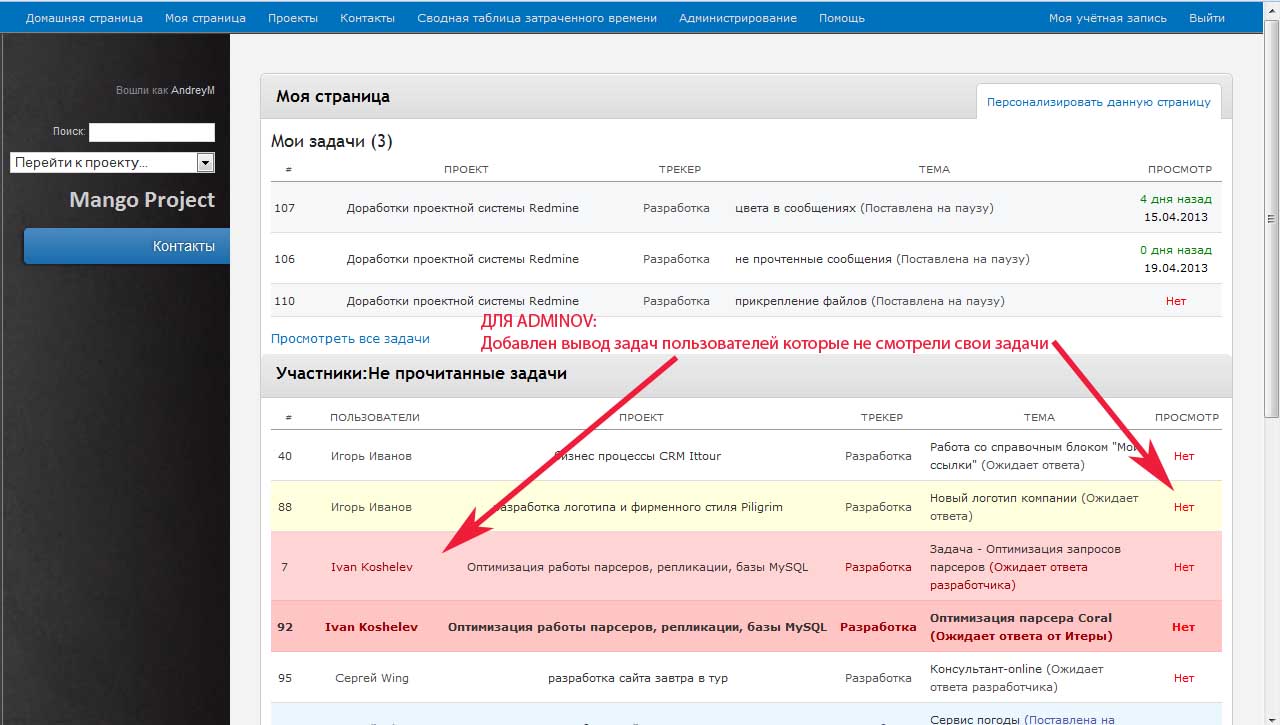 Домашняя страница Моя страница Проекты Контакты Сводная таблица затраченного времени Администрирование Помощь Моя учётная запись Выйти
Вошли как AndreyM
Поиск:
Перейти к проекту...
Mango Project
Контакты
Моя страница
Персонализировать данную страницу
Мои задачи (3)
# ПРОЕКТ ТРЕКЕР ТЕМА ПРОСМОТР
107 Доработки проектной системы Redmine Разработка цвета в сообщениях (Поставлена на паузу) 4 дня назад
15.04.2013
106 Доработки проектной системы Redmine Разработка не прочтенные сообщения (Поставлена на паузу) 0 дня назад
19.04.2013
110 Доработки проектной системы Redmine Разработка прикрепление файлов (Поставлена на паузу) Нет
Просмотреть все задачи
ДЛЯ ADMINOV:
Добавлен вывод задач пользователей которые не смотрели свои задачи
Участники:Не прочитанные задачи
# ПОЛЬЗОВАТЕЛИ ПРОЕКТ ТРЕКЕР ТЕМА ПРОСМОТР
40 Игорь Иванов бизнес процессы CRM Ittour Разработка Работа со справочным блоком "Мои
ссылки" (Ожидает ответа) Нет
88 Игорь Иванов разработка логотипа и фирменного стиля Piligrim Разработка Новый логотип компании (Ожидает
ответа) Нет
7 Ivan Koshelev Оптимизация работы парсеров, репликации, базы MySQL Разработка Задача - Оптимизация запросов
парсеров (Ожидает ответа
разработчика) Нет
92 Ivan Koshelev Оптимизация работы парсеров, репликации, базы MySQL Разработка Оптимизация парсера Coral
(Ожидает ответа от Итеры) Нет
95 Сергей Wing разработка сайта завтра в тур Разработка Консультант-online (Ожидает
ответа разработчика) Нет
Сервис погоды (Поставлена на